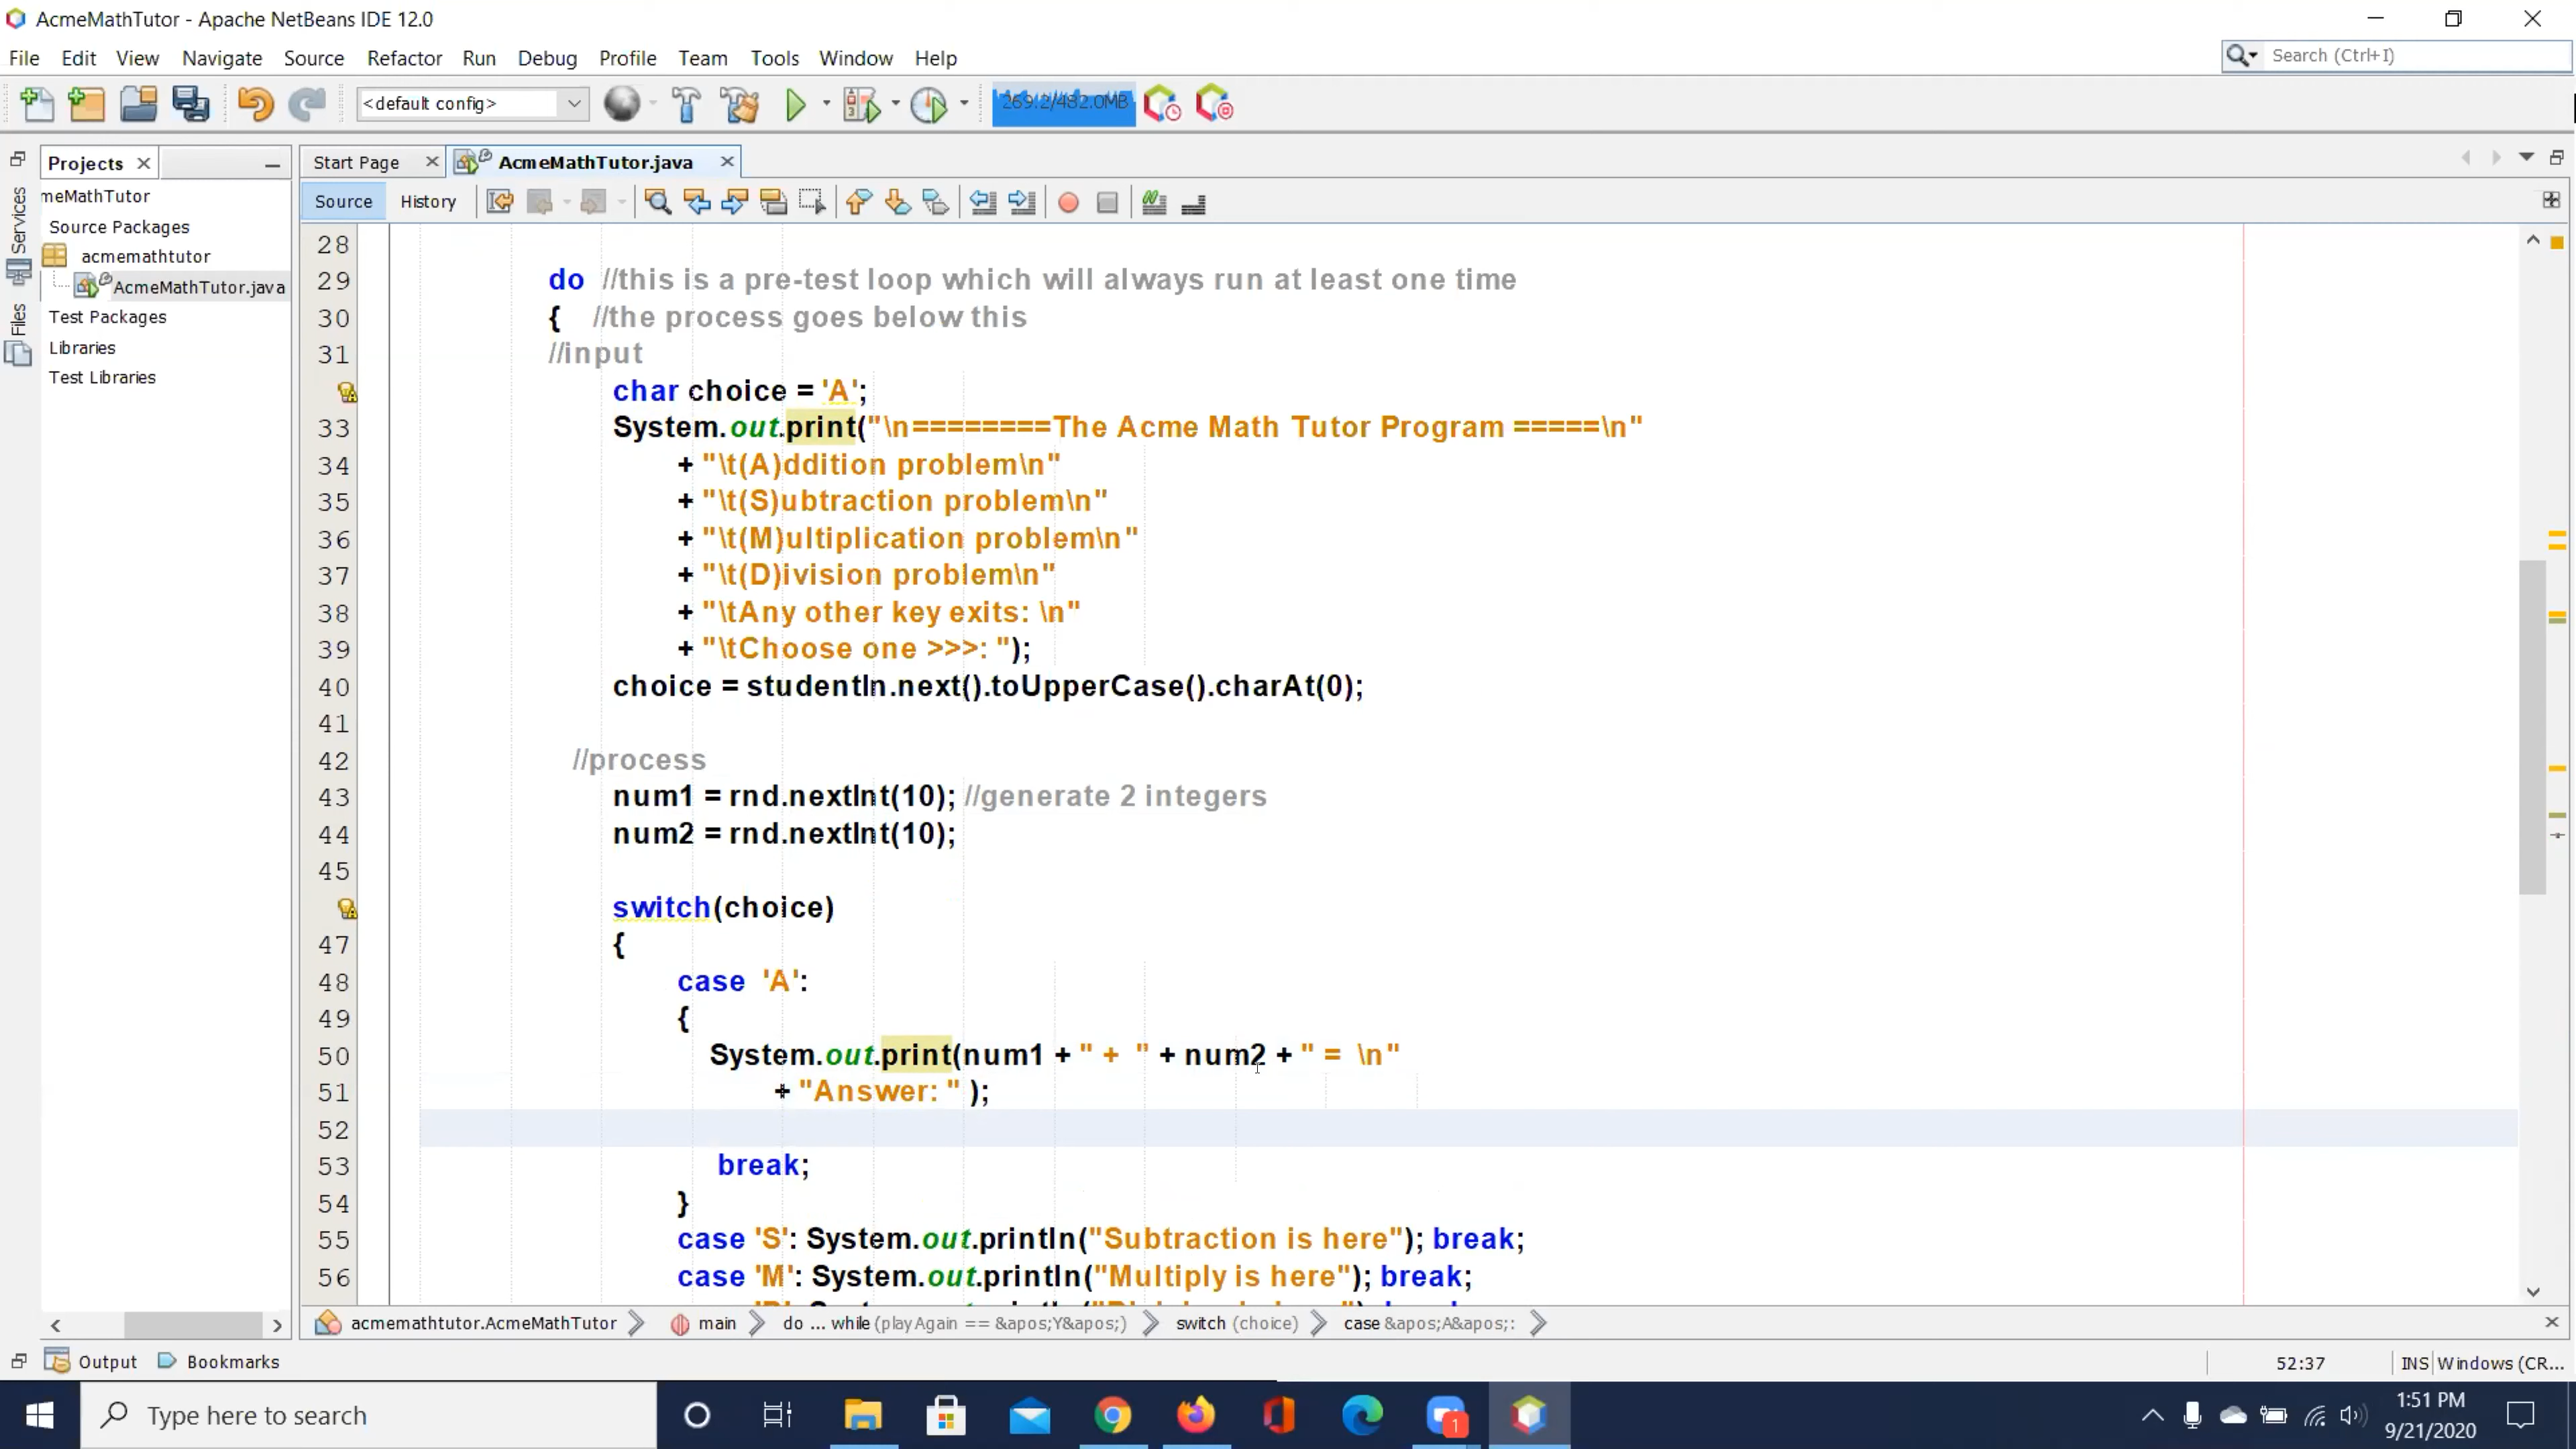 AcmeMathTutor - Apache NetBeans IDE 12.0
File Edit View Navigate Source Refactor Run Debug Profile Team Tools Window Help
Search (Ctrl+I)
<default config>
269.2/482.0MB
Projects
Start Page
AcmeMathTutor.java
Source History
Services
Files
meMathTutor
Source Packages
acmemathtutor
AcmeMathTutor.java
Test Packages
Libraries
Test Libraries
28
29 do //this is a pre-test loop which will always run at least one time
30 { //the process goes below this
31 //input
char choice = 'A';
33 System.out.print("\n========The Acme Math Tutor Program =====\n"
34 + "\t(A)ddition problem\n"
35 + "\t(S)ubtraction problem\n"
36 + "\t(M)ultiplication problem\n"
37 + "\t(D)ivision problem\n"
38 + "\tAny other key exits: \n"
39 + "\tChoose one >>>: ");
40 choice = studentIn.next().toUpperCase().charAt(0);
41
42 //process
43 num1 = rnd.nextInt(10); //generate 2 integers
44 num2 = rnd.nextInt(10);
45
switch(choice)
47 {
48 case 'A':
49 {
50 System.out.print(num1 + " + " + num2 + " = \n"
51 + "Answer: " );
52
53 break;
54 }
55 case 'S': System.out.println("Subtraction is here"); break;
56 case 'M': System.out.println("Multiply is here"); break;
acmemathtutor.AcmeMathTutor main do ... while (playAgain == &apos;Y&apos;) switch (choice) case &apos;A&apos;:
Output Bookmarks
52:37 INS Windows (CR...
Type here to search
1
1:51 PM
9/21/2020